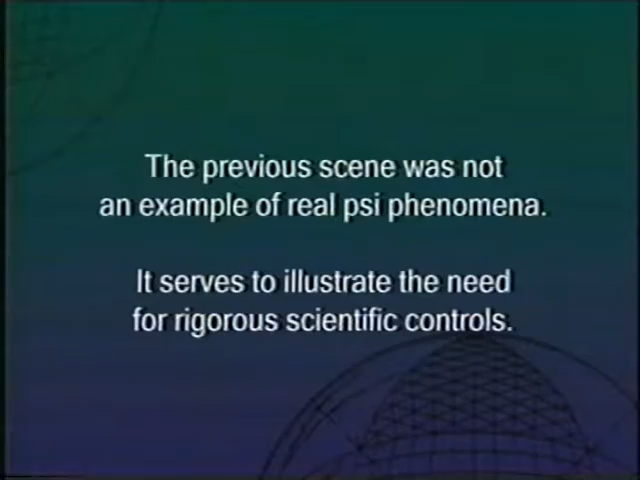 The previous scene was not
an example of real psi phenomena.
It serves to illustrate the need
for rigorous scientific controls.